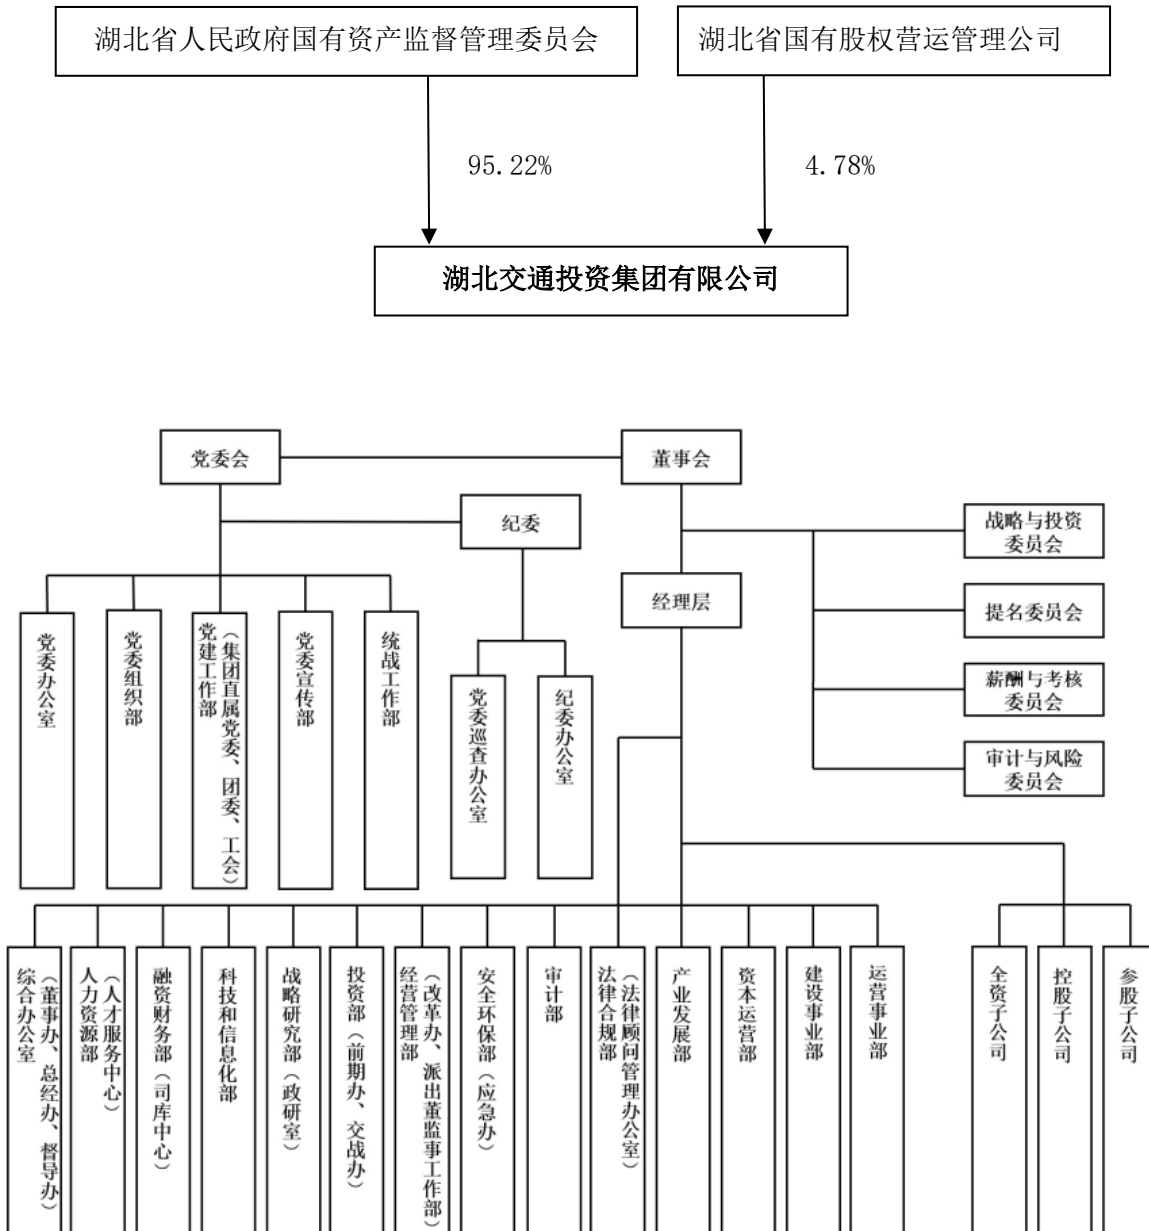 湖北省人民政府国有资产监督管理委员会
湖北省国有股权营运管理公司
95.22%
4.78%
湖北交通投资集团有限公司
党委会
董事会
纪委
战略与投资
委员会
经理层
提名委员会
薪酬与考核
委员会
审计与风险
委员会
党委办公室
党委组织部
党建工作部
（集团直属党委、团委、工会）
党委宣传部
统战工作部
党委巡查办公室
纪委办公室
综合办公室
（董事办、总经办、督导办）
人力资源部
（人才服务中心）
融资财务部（司库中心）
科技和信息化部
战略研究部（政研室）
投资部（前期办、交战办）
经营管理部
（改革办、派出董监事工作部）
安全环保部（应急办）
审计部
法律合规部
（法律顾问管理办公室）
产业发展部
资本运营部
建设事业部
运营事业部
全资子公司
控股子公司
参股子公司